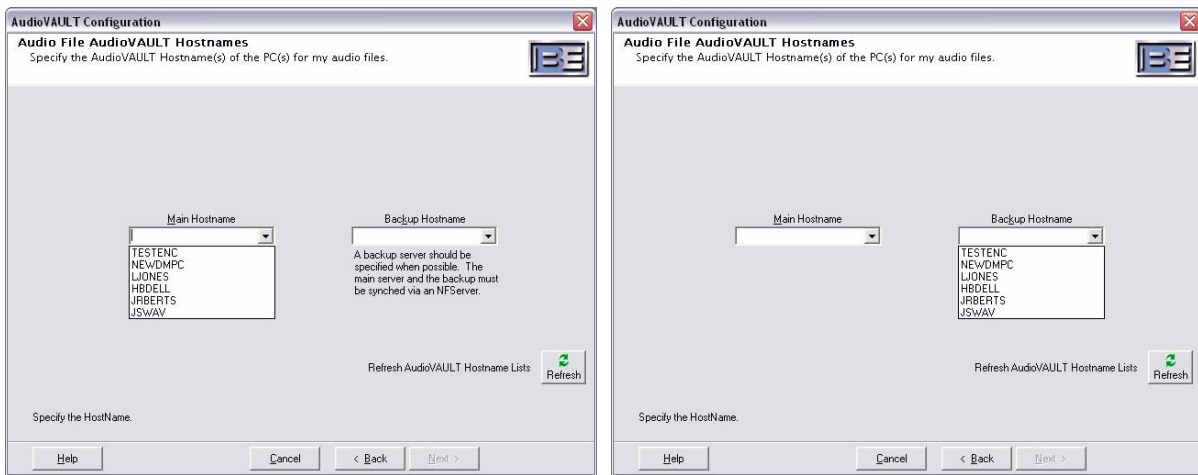 AudioVAULT Configuration
Audio File AudioVAULT Hostnames
Specify the AudioVAULT Hostname(s) of the PC(s) for my audio files.
BE
Main Hostname
Backup Hostname
TESTENC
NEWDMPC
LJONES
HBDELL
JRBERTS
JSWAV
A backup server should be
specified when possible. The
main server and the backup must
be synched via an NFServer.
Refresh AudioVAULT Hostname Lists
Refresh
Specify the HostName.
Help
Cancel
< Back
Next >
AudioVAULT Configuration
Audio File AudioVAULT Hostnames
Specify the AudioVAULT Hostname(s) of the PC(s) for my audio files.
BE
Main Hostname
Backup Hostname
TESTENC
NEWDMPC
LJONES
HBDELL
JRBERTS
JSWAV
Refresh AudioVAULT Hostname Lists
Refresh
Specify the HostName.
Help
Cancel
< Back
Next >